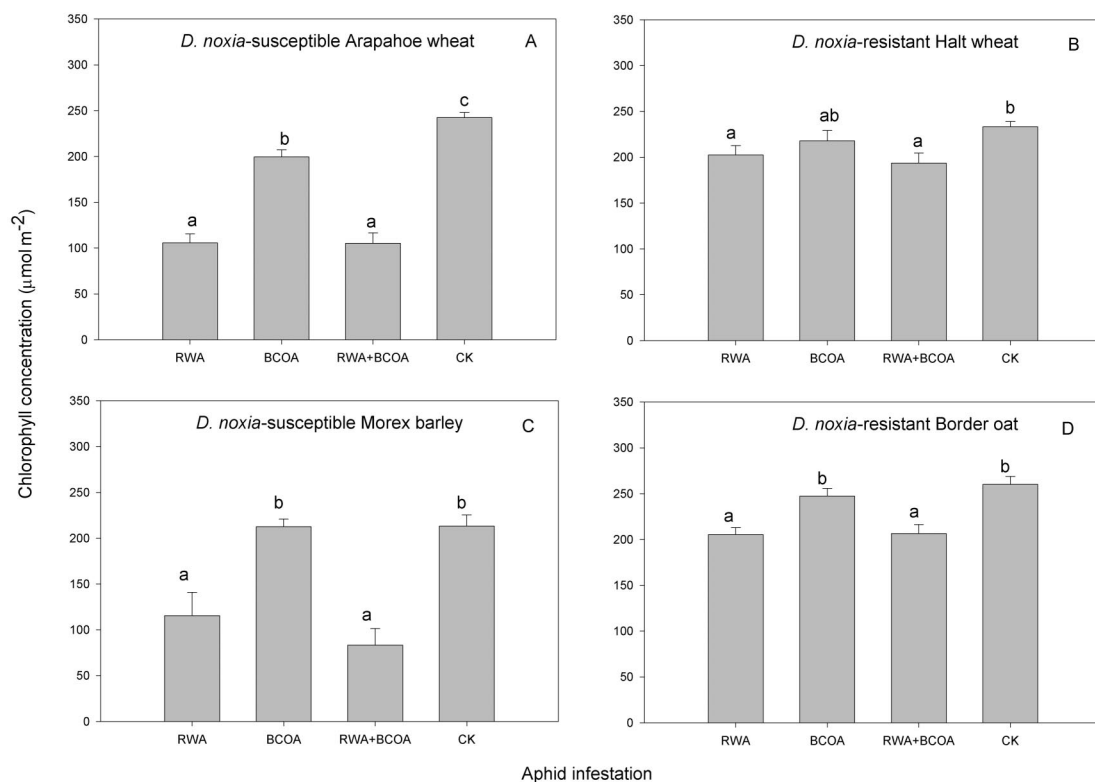 D. noxia-susceptible Arapahoe wheat A
350
300
250
200
150
100
50
0
a
b
a
c
RWA BCOA RWA+BCOA CK
D. noxia-resistant Halt wheat B
350
300
250
200
150
100
50
0
a
ab
a
b
RWA BCOA RWA+BCOA CK
Chlorophyll concentration (μmol m⁻²)
D. noxia-susceptible Morex barley C
350
300
250
200
150
100
50
0
a
b
a
b
RWA BCOA RWA+BCOA CK
D. noxia-resistant Border oat D
350
300
250
200
150
100
50
0
a
b
a
b
RWA BCOA RWA+BCOA CK
Aphid infestation